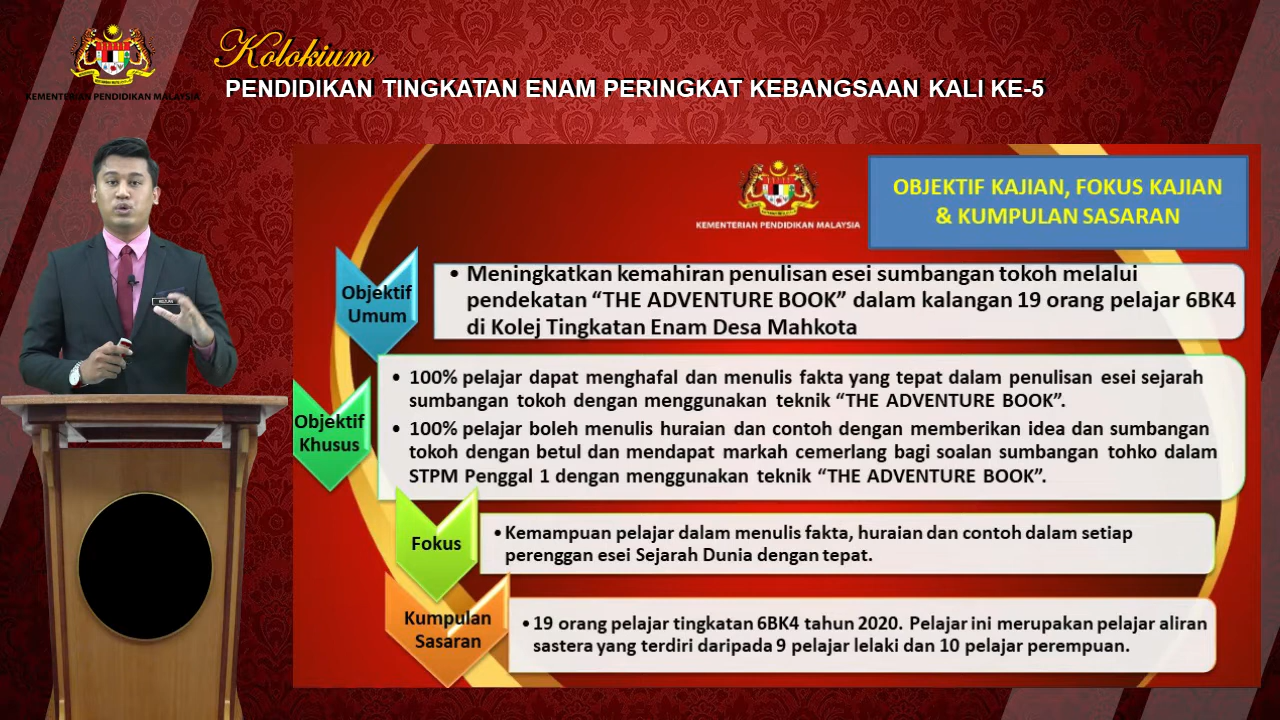 Kolokium
KEMENTERIAN PENDIDIKAN MALAYSIA
PENDIDIKAN TINGKATAN ENAM PERINGKAT KEBANGSAAN KALI KE-5
KEMENTERIAN PENDIDIKAN MALAYSIA
OBJEKTIF KAJIAN, FOKUS KAJIAN
& KUMPULAN SASARAN
Objektif
Umum
• Meningkatkan kemahiran penulisan esei sumbangan tokoh melalui
pendekatan “THE ADVENTURE BOOK” dalam kalangan 19 orang pelajar 6BK4
di Kolej Tingkatan Enam Desa Mahkota
Objektif
Khusus
• 100% pelajar dapat menghafal dan menulis fakta yang tepat dalam penulisan esei sejarah
sumbangan tokoh dengan menggunakan teknik “THE ADVENTURE BOOK”.
• 100% pelajar boleh menulis huraian dan contoh dengan memberikan idea dan sumbangan
tokoh dengan betul dan mendapat markah cemerlang bagi soalan sumbangan tohko dalam
STPM Penggal 1 dengan menggunakan teknik “THE ADVENTURE BOOK”.
Fokus
• Kemampuan pelajar dalam menulis fakta, huraian dan contoh dalam setiap
perenggan esei Sejarah Dunia dengan tepat.
Kumpulan
Sasaran
• 19 orang pelajar tingkatan 6BK4 tahun 2020. Pelajar ini merupakan pelajar aliran
sastera yang terdiri daripada 9 pelajar lelaki dan 10 pelajar perempuan.